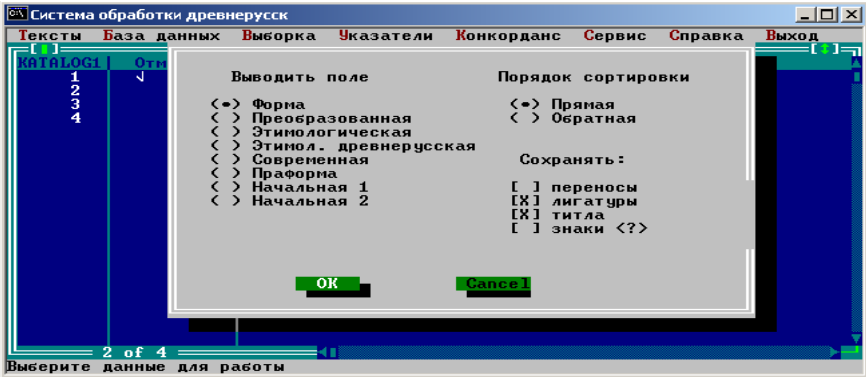 Система обработки древнерусск
Тексты База данных Выборка Указатели Конкорданс Сервис Справка Выход
KATALOG1 Отм
1 √
2
3
4
Выводить поле
(•) Форма
( ) Преобразованная
( ) Этимологическая
( ) Этимол. древнерусская
( ) Современная
( ) Праформа
( ) Начальная 1
( ) Начальная 2
Порядок сортировки
(•) Прямая
( ) Обратная
Сохранять:
[ ] переносы
[X] лигатуры
[X] титла
[ ] знаки <?>
OK Cancel
2 of 4
Выберите данные для работы